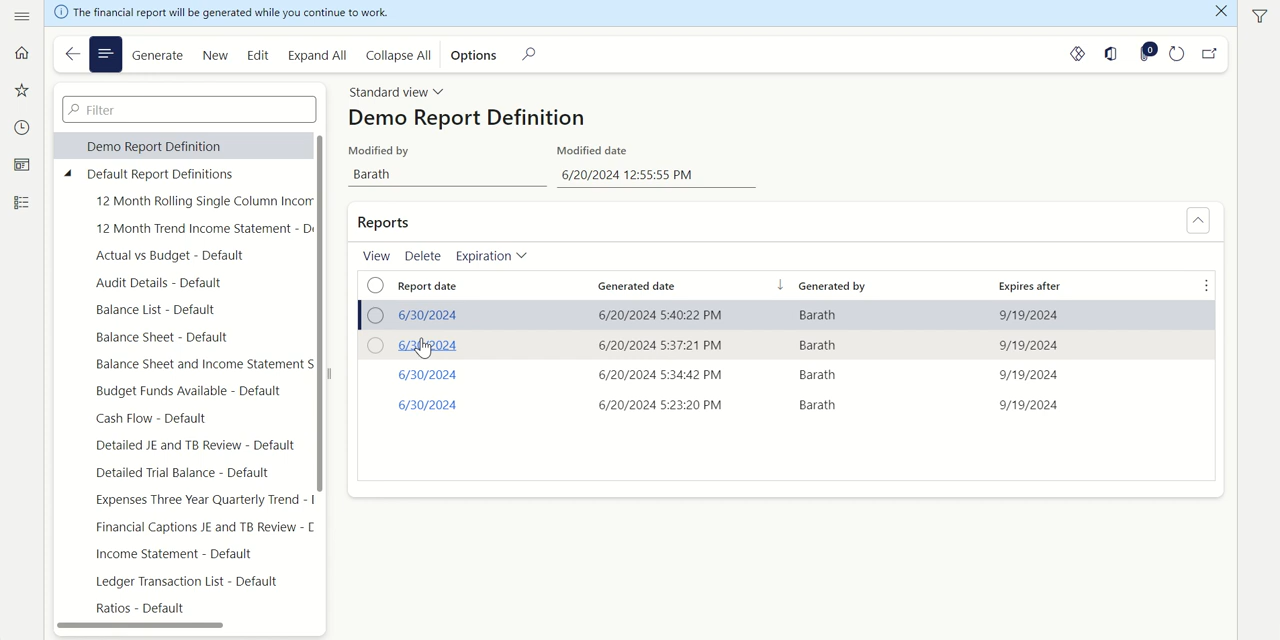 The financial report will be generated while you continue to work.
Generate New Edit Expand All Collapse All Options
0
Filter
Demo Report Definition
Default Report Definitions
12 Month Rolling Single Column Incom
12 Month Trend Income Statement - De
Actual vs Budget - Default
Audit Details - Default
Balance List - Default
Balance Sheet - Default
Balance Sheet and Income Statement S
Budget Funds Available - Default
Cash Flow - Default
Detailed JE and TB Review - Default
Detailed Trial Balance - Default
Expenses Three Year Quarterly Trend -
Financial Captions JE and TB Review - D
Income Statement - Default
Ledger Transaction List - Default
Ratios - Default
Standard view
Demo Report Definition
Modified by Modified date
Barath 6/20/2024 12:55:55 PM
Reports
View Delete Expiration
Report date Generated date Generated by Expires after
6/30/2024 6/20/2024 5:40:22 PM Barath 9/19/2024
6/30/2024 6/20/2024 5:37:21 PM Barath 9/19/2024
6/30/2024 6/20/2024 5:34:42 PM Barath 9/19/2024
6/30/2024 6/20/2024 5:23:20 PM Barath 9/19/2024